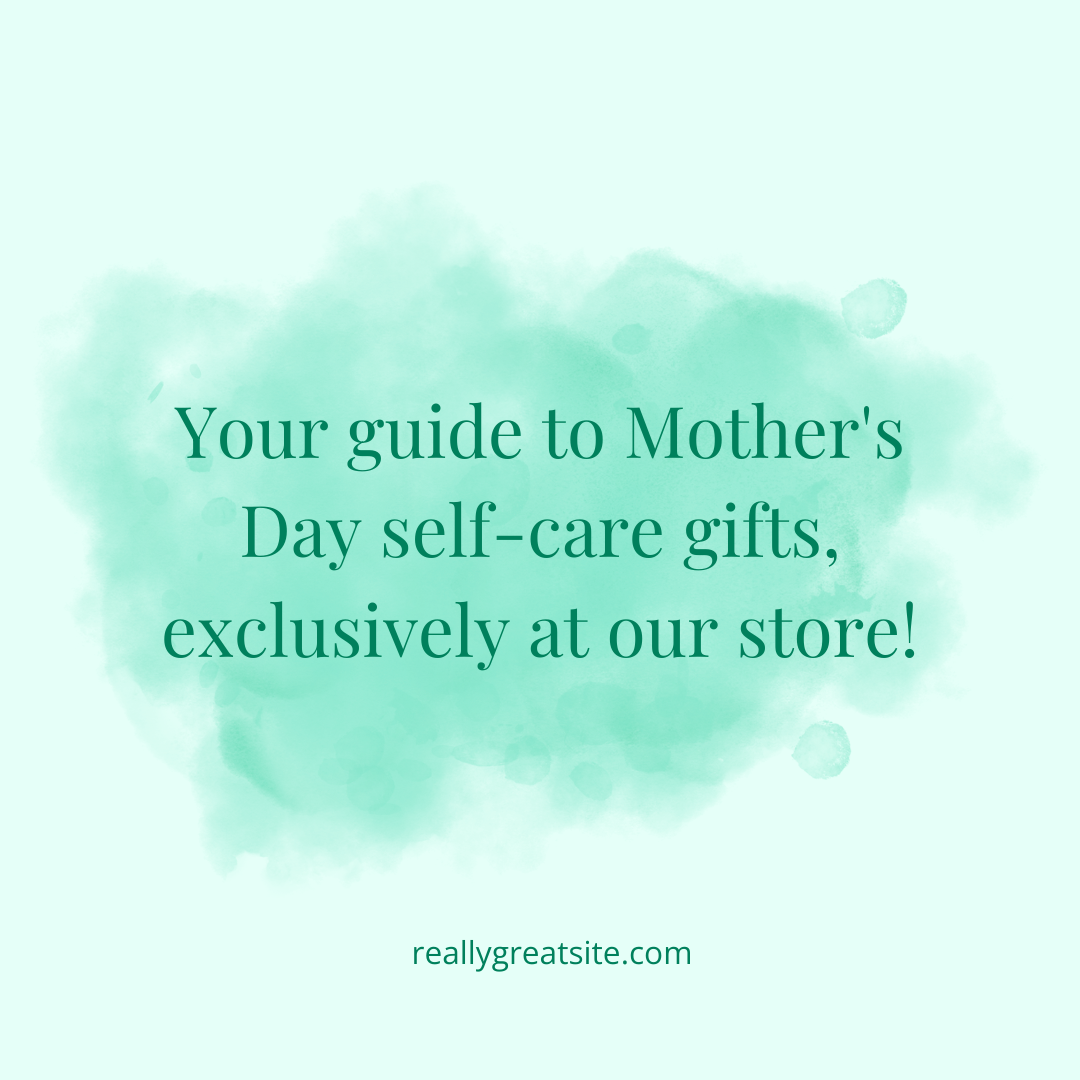 Your guide to Mother's
Day self-care gifts,
exclusively at our store!
reallygreatsite.com